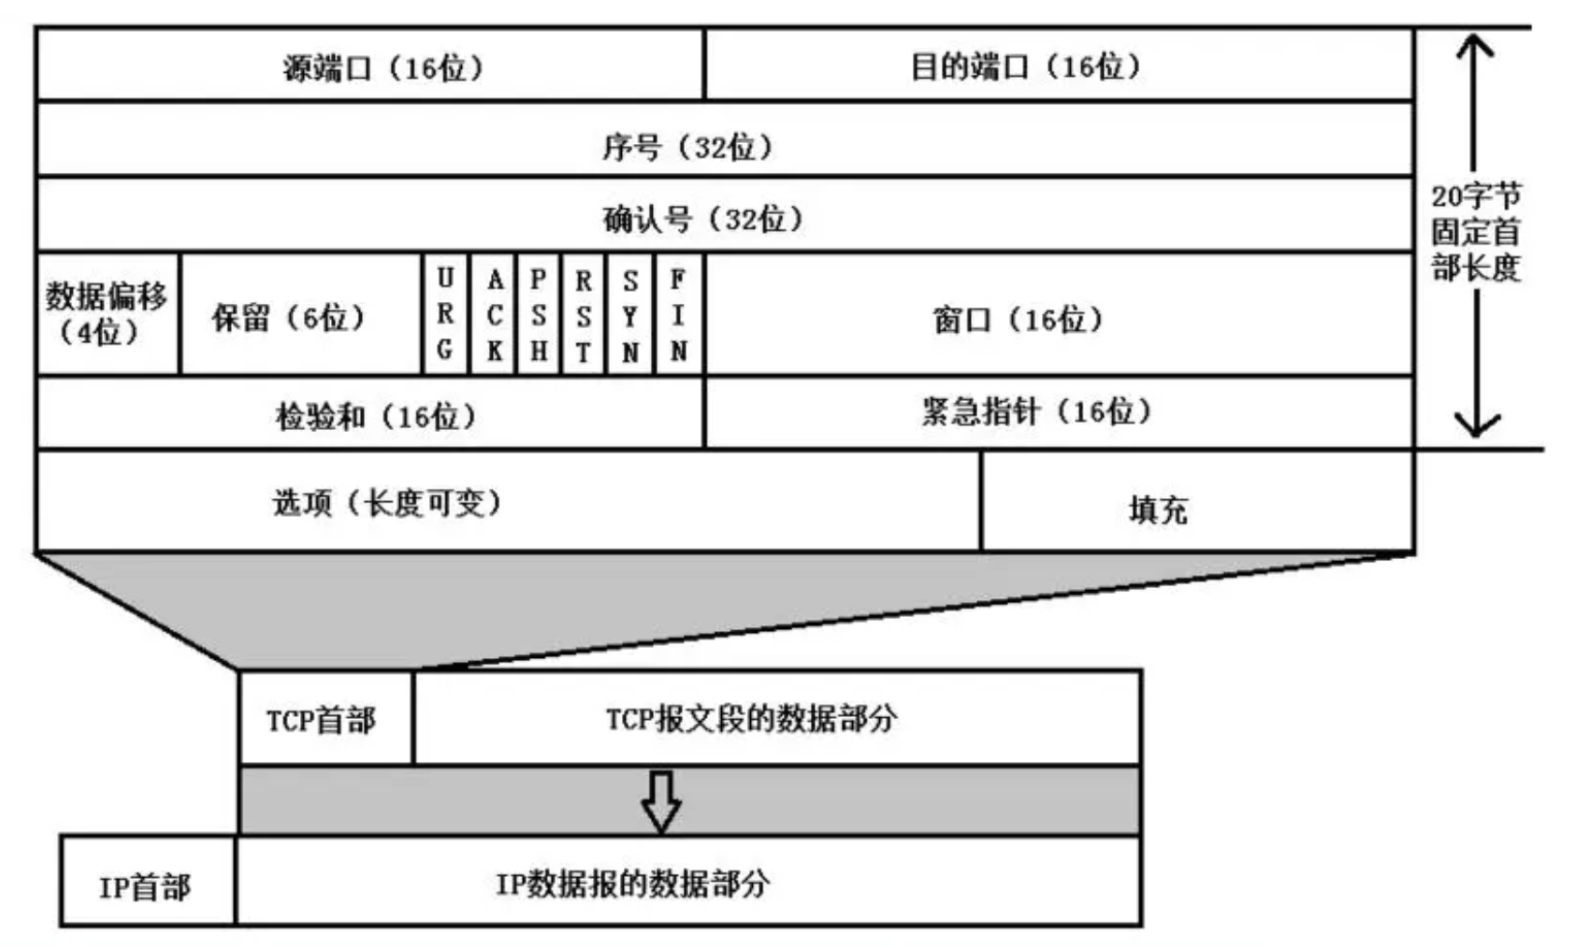 源端口（16位）
目的端口（16位）
序号（32位）
确认号（32位）
20字节
固定首
部长度
数据偏移
（4位）
保留（6位）
URG
ACK
PSH
RST
SYN
FIN
窗口（16位）
检验和（16位）
紧急指针（16位）
选项（长度可变）
填充
TCP首部
TCP报文段的数据部分
IP首部
IP数据报的数据部分